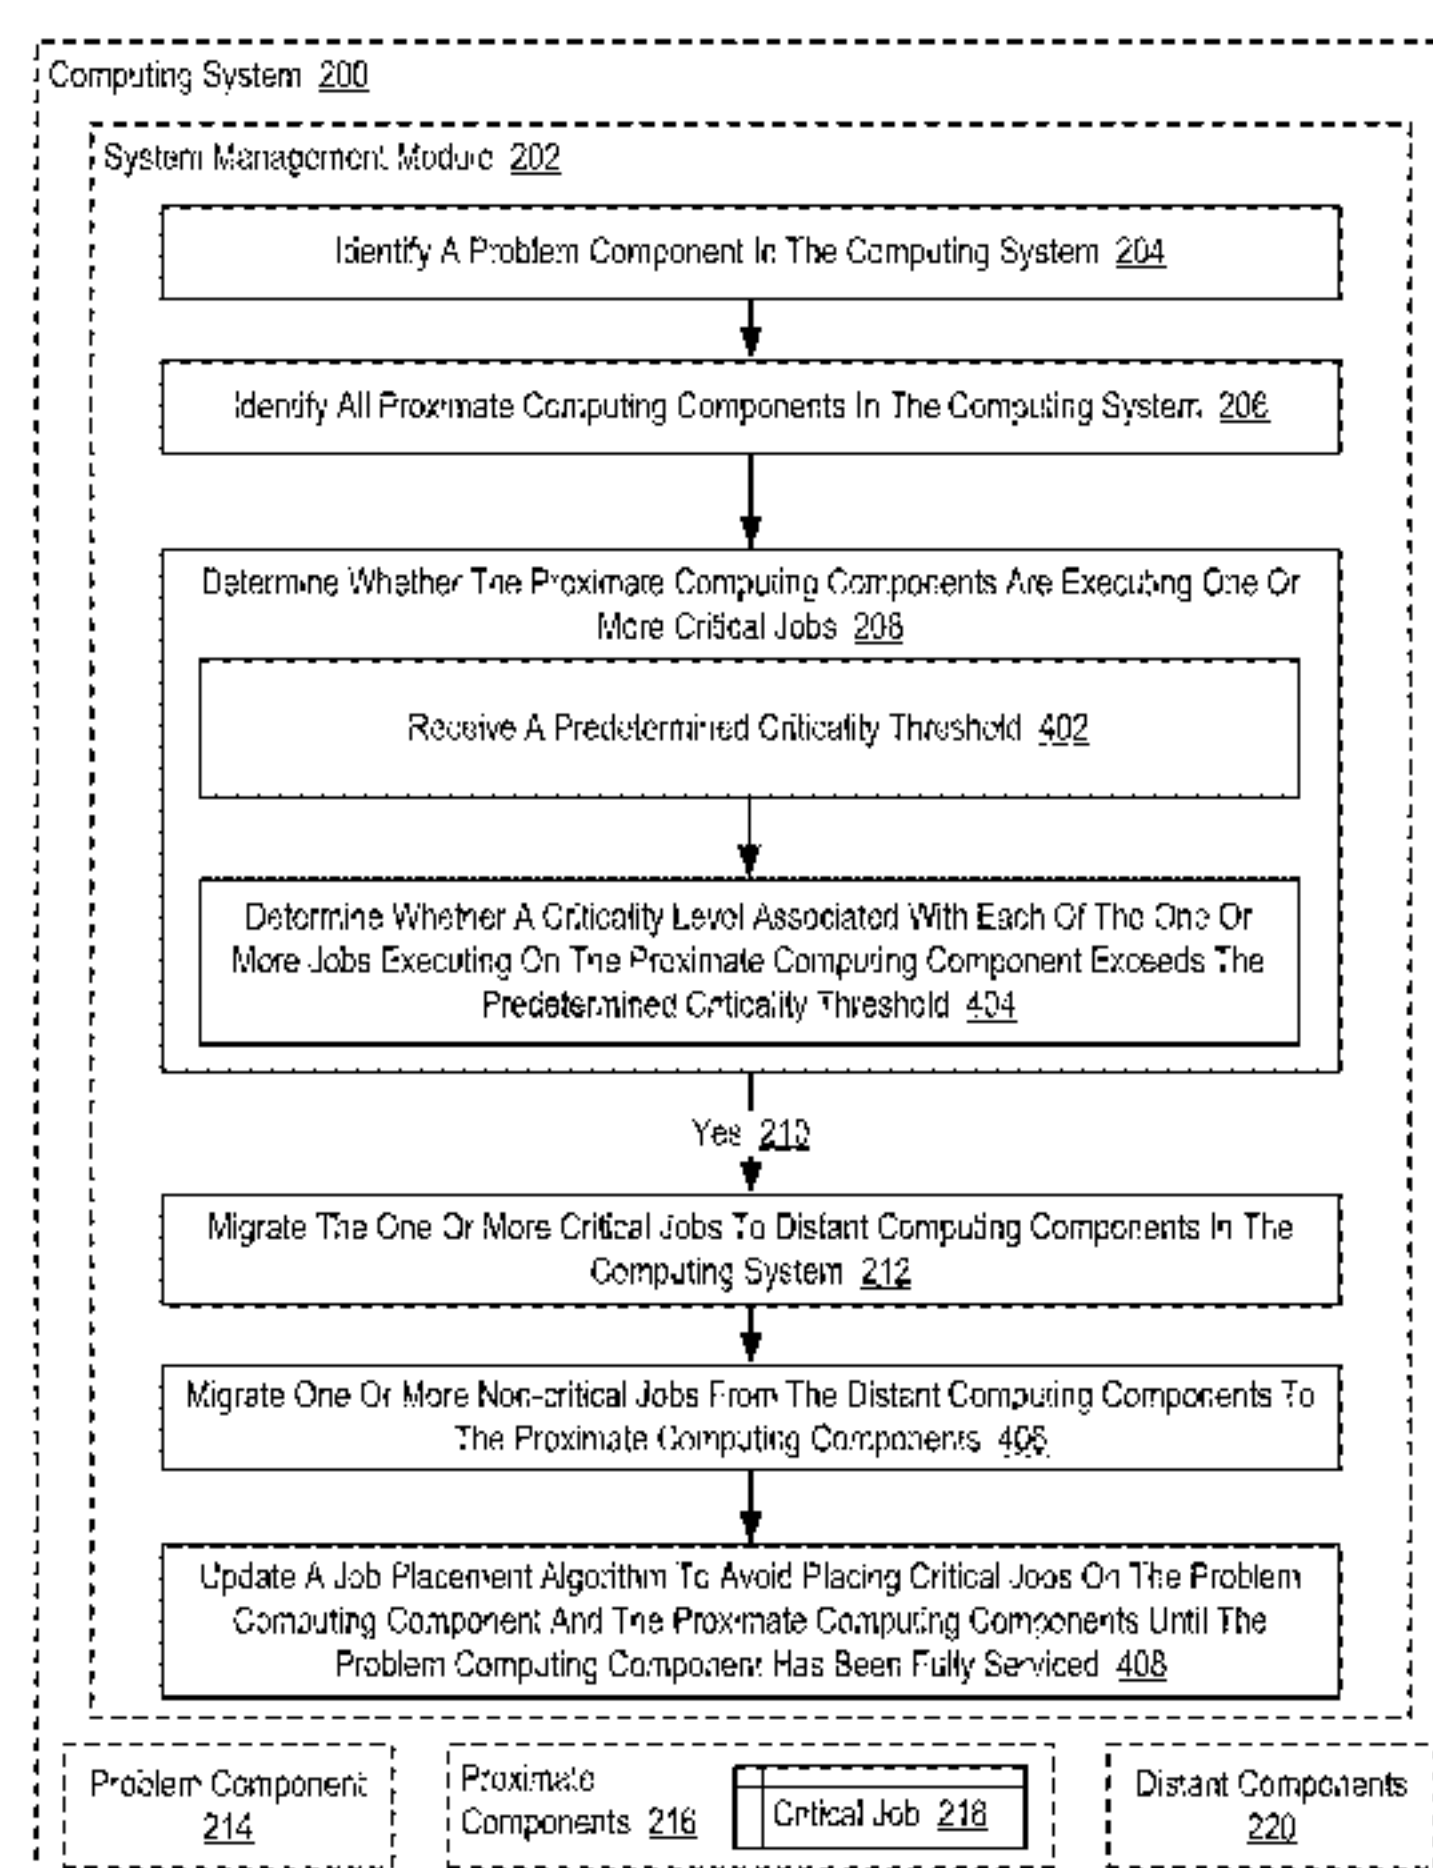 Computing System 200
System Management Module 202
Identify A Problem Component In The Computing System 204
Identify All Proximate Computing Components In The Computing System 206
Determine Whether The Proximate Computing Components Are Executing One Or
More Critical Jobs 208
Receive A Predetermined Criticality Threshold 402
Determine Whether A Criticality Level Associated With Each Of The One Or
More Jobs Executing On The Proximate Computing Component Exceeds The
Predetermined Criticality Threshold 404
Yes 210
Migrate The One Or More Critical Jobs To Distant Computing Components In The
Computing System 212
Migrate One Or More Non-critical Jobs From The Distant Computing Components To
The Proximate Computing Components 406
Update A Job Placement Algorithm To Avoid Placing Critical Jobs On The Problem
Computing Component And The Proximate Computing Components Until The
Problem Computing Component Has Been Fully Serviced 408
Problem Component
214
Proximate
Components 216
Critical Job 218
Distant Components
220